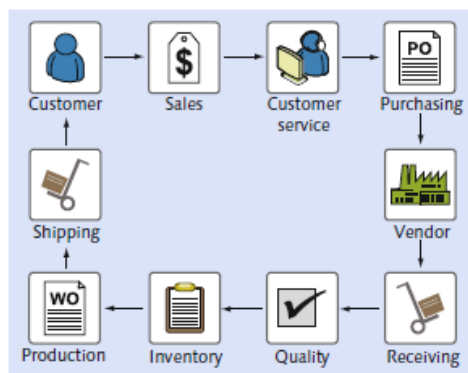 $
PO
Customer
Sales
Customer
service
Purchasing
Shipping
Vendor
WO
Production
Inventory
Quality
Receiving